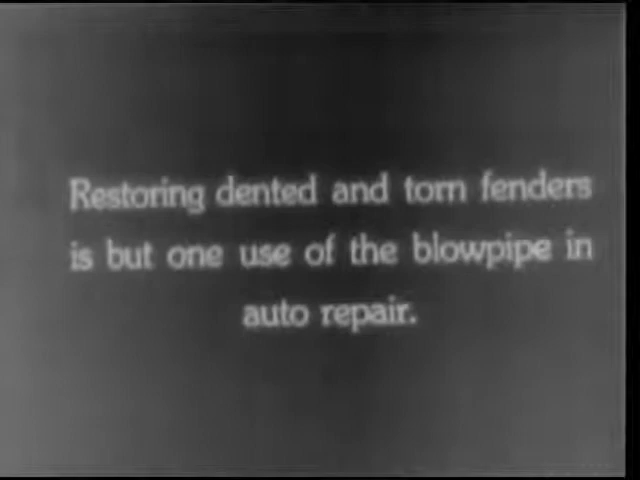 Restoring dented and torn fenders
is but one use of the blowpipe in
auto repair.